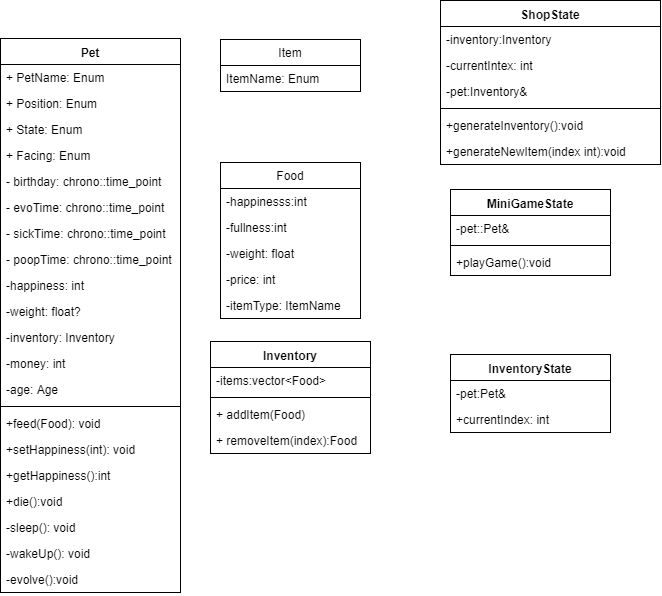 Pet
+ PetName: Enum
+ Position: Enum
+ State: Enum
+ Facing: Enum
- birthday: chrono::time_point
- evoTime: chrono::time_point
- sickTime: chrono::time_point
- poopTime: chrono::time_point
-happiness: int
-weight: float?
-inventory: Inventory
-money: int
-age: Age
+feed(Food): void
+setHappiness(int): void
+getHappiness():int
+die():void
-sleep(): void
-wakeUp(): void
-evolve():void
Item
ItemName: Enum
Food
-happinesss:int
-fullness:int
-weight: float
-price: int
-itemType: ItemName
Inventory
-items:vector<Food>
+ addItem(Food)
+ removeItem(index):Food
ShopState
-inventory:Inventory
-currentIntex: int
-pet:Inventory&
+generateInventory():void
+generateNewItem(index int):void
MiniGameState
-pet::Pet&
+playGame():void
InventoryState
-pet:Pet&
+currentIndex: int